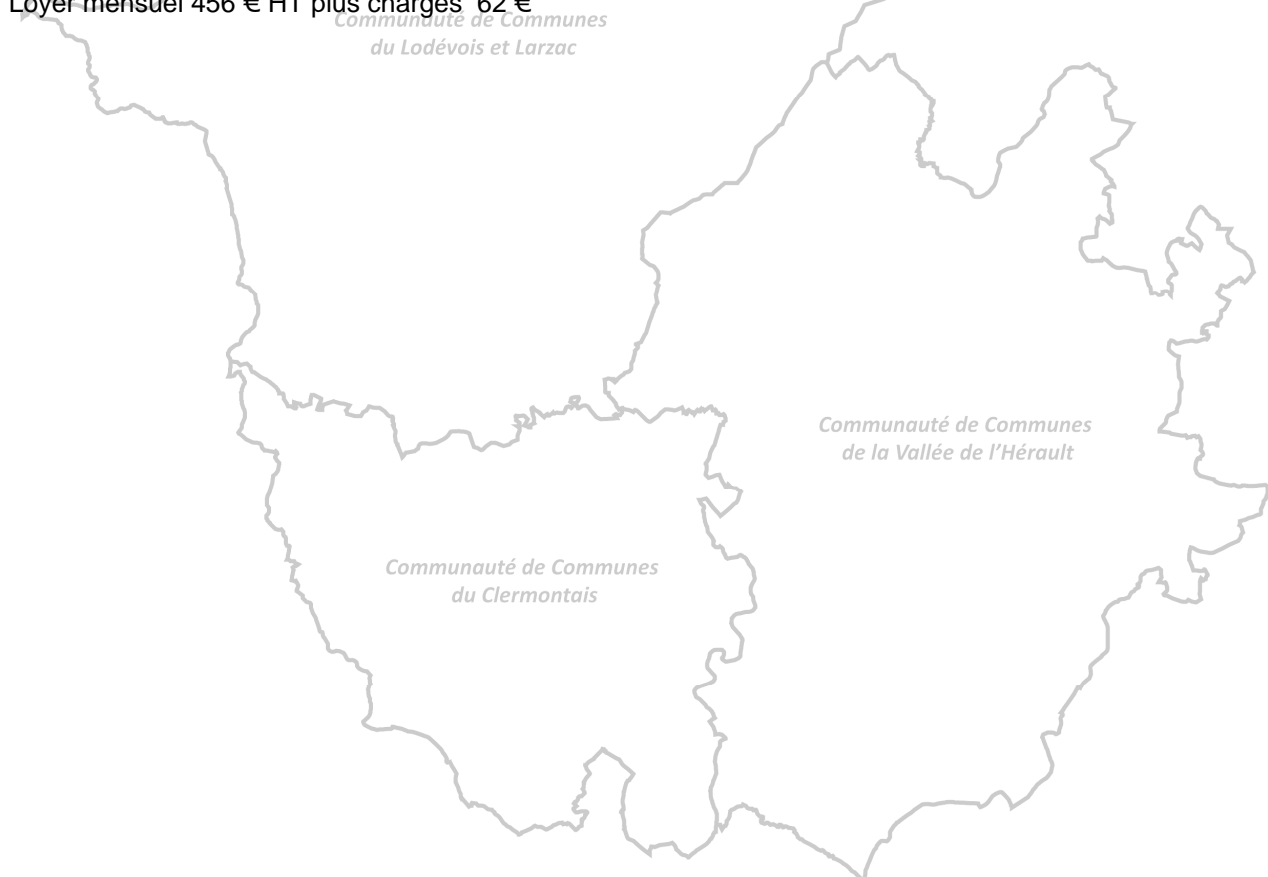 Loyer mensuel 456 € HT plus charges  62 €
Communauté de Communes
du Lodévois et Larzac
Communauté de Communes
de la Vallée de l'Hérault
Communauté de Communes
du Clermontais